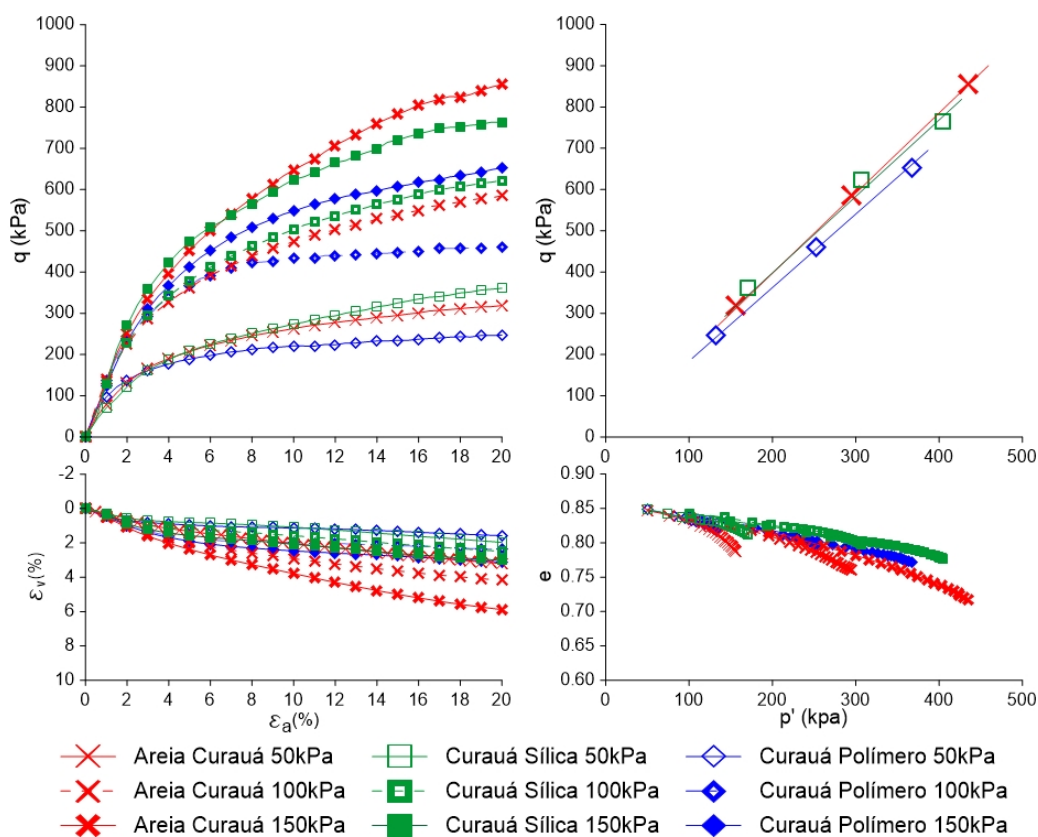 1000
900
800
700
600
500
400
300
200
100
0
q (kPa)
0 2 4 6 8 10 12 14 16 18 20
1000
900
800
700
600
500
400
300
200
100
0
q (kPa)
0 100 200 300 400 500
-2
0
2
4
6
8
10
εv(%)
0 2 4 6 8 10 12 14 16 18 20
εa(%)
0.90
0.85
0.80
0.75
0.70
0.65
0.60
e
0 100 200 300 400 500
p' (kpa)
Areia Curauá 50kPa Curauá Sílica 50kPa Curauá Polímero 50kPa
Areia Curauá 100kPa Curauá Sílica 100kPa Curauá Polímero 100kPa
Areia Curauá 150kPa Curauá Sílica 150kPa Curauá Polímero 150kPa